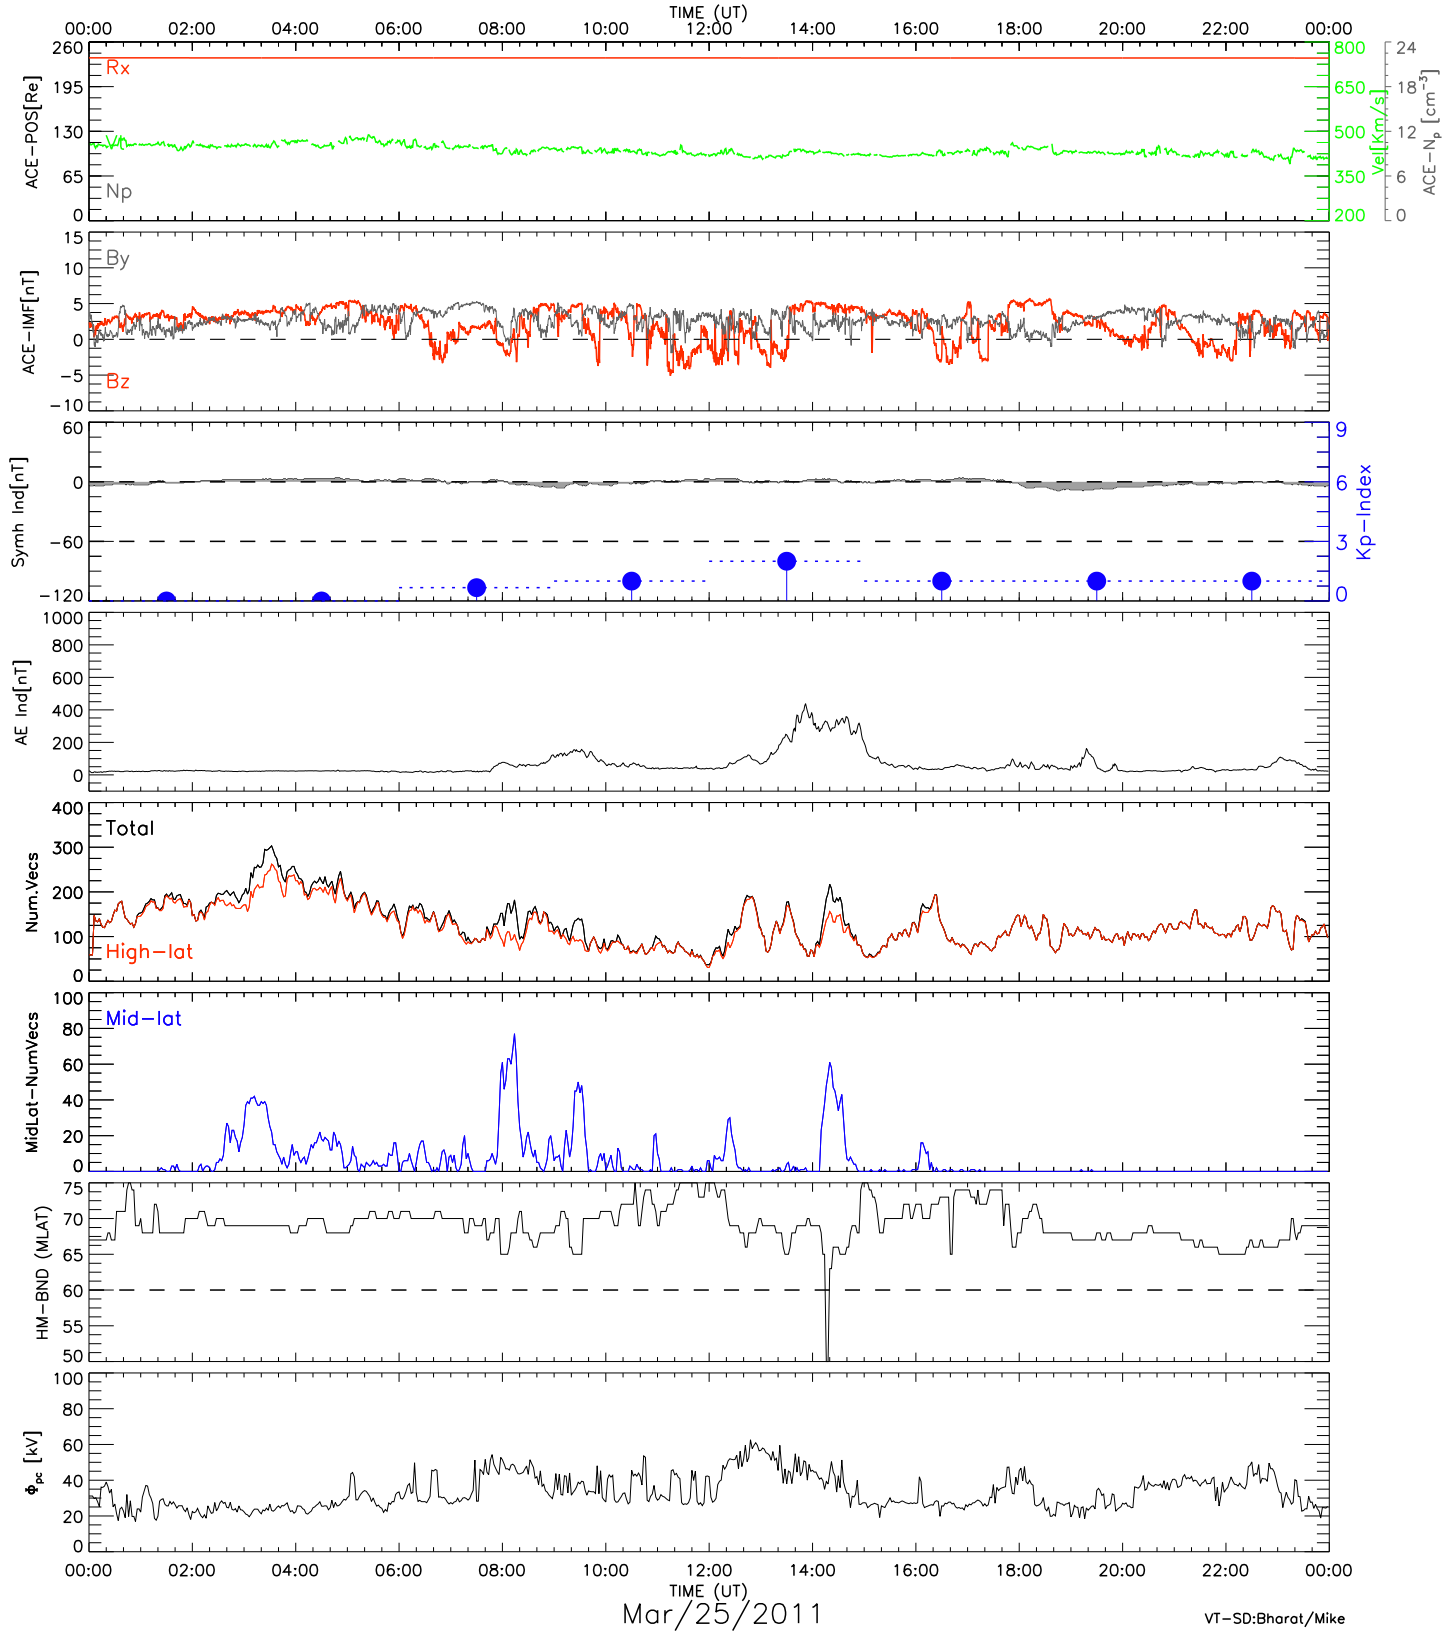 TIME (UT)
00:00 02:00 04:00 06:00 08:00 10:00 12:00 14:00 16:00 18:00 20:00 22:00 00:00
ACE-POS[Re]
260
195
130
65
0
Rx
Vl
Np
800
650
500
350
200
Vel[Km/s]
24
18
12
6
0
ACE-Np [cm-3]
ACE-IMF[nT]
15
10
5
0
-5
-10
By
Bz
Symh Ind[nT]
60
0
-60
-120
9
6
3
0
Kp-Index
AE Ind[nT]
1000
800
600
400
200
0
Num.Vecs
400
300
200
100
0
Total
High-lat
MidLat-NumVecs
100
80
60
40
20
0
Mid-lat
HM-BND (MLAT)
75
70
65
60
55
50
Φpc [kV]
100
80
60
40
20
0
00:00 02:00 04:00 06:00 08:00 10:00 12:00 14:00 16:00 18:00 20:00 22:00 00:00
TIME (UT)
Mar/25/2011
VT-SD:Bharat/Mike